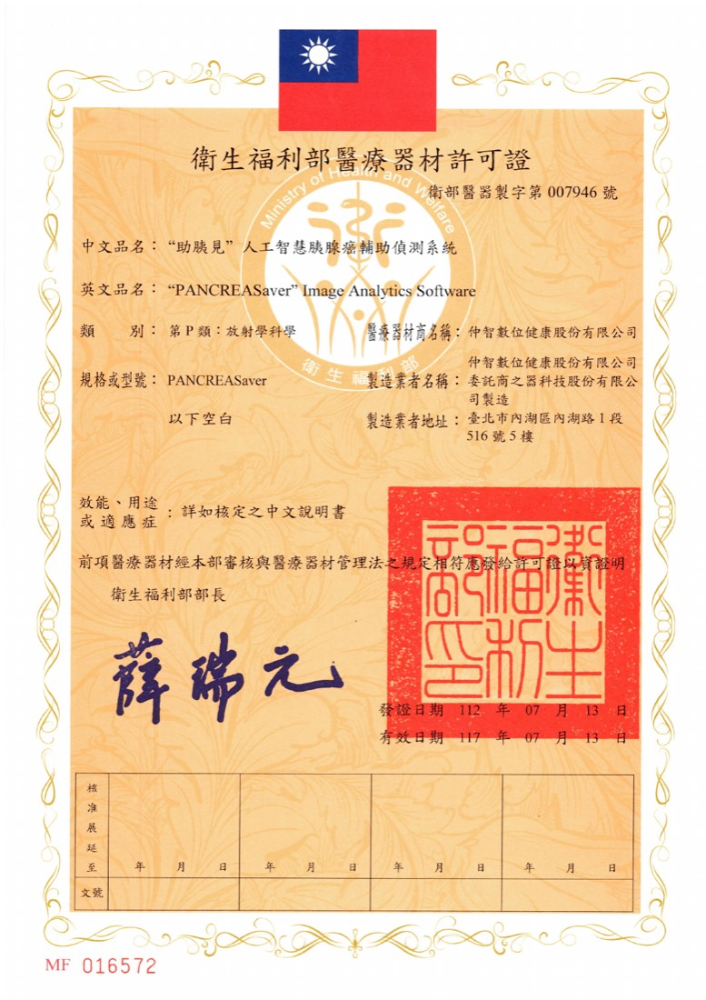 衛生福利部醫療器材許可證
衛部醫器製字第 007946 號
Ministry of Health and Welfare
衛生福利部
中文品名：“助胰見”人工智慧胰腺癌輔助偵測系統
英文品名：“PANCREASaver” Image Analytics Software
類 別：第 P 類：放射學科學
醫療器材商名稱：仲智數位健康股份有限公司
規格或型號：PANCREASaver
以下空白
製造業者名稱：仲智數位健康股份有限公司
委託商之器科技股份有限公
司製造
製造業者地址：臺北市內湖區內湖路 1 段
516 號 5 樓
效能、用途
或適應症：詳如核定之中文說明書
前項醫療器材經本部審核與醫療器材管理法之規定相符應發給許可證以資證明
衛生福利部部長
薛瑞元
衛生福利部印
發證日期 112 年 07 月 13 日
有效日期 117 年 07 月 13 日
核准展延至
年 月 日 年 月 日 年 月 日 年 月 日
文號
MF 016572